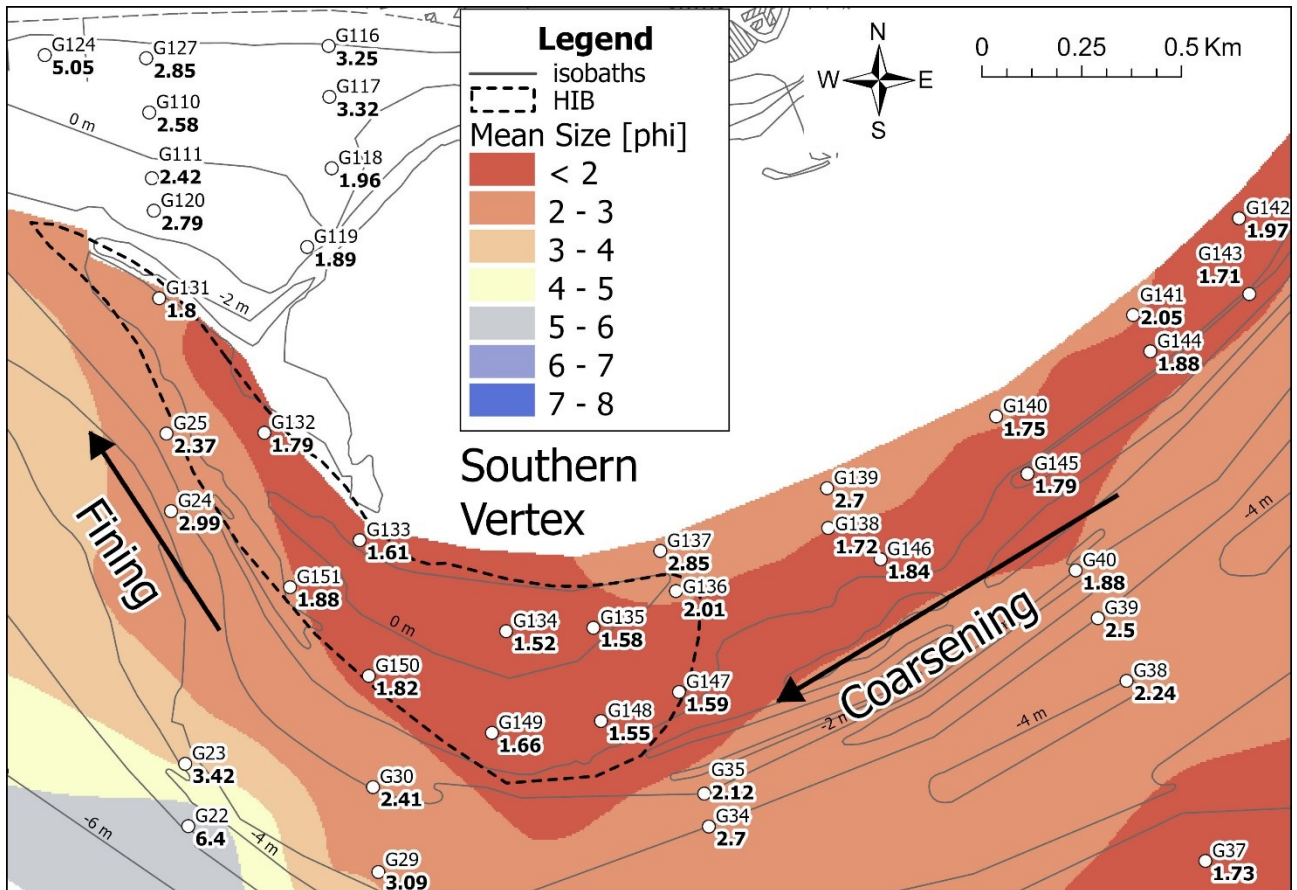 G124
5.05
G127
2.85
G116
3.25
G110
2.58
G117
3.32
0 m
G111
2.42
G118
1.96
G120
2.79
G119
1.89
G131
1.8
-2 m
Legend
isobaths
HIB
Mean Size [phi]
< 2
2 - 3
3 - 4
4 - 5
5 - 6
6 - 7
7 - 8
N
W
E
S
0
0.25
0.5 Km
G142
1.97
G143
1.71
G141
2.05
G144
1.88
G140
1.75
G145
1.79
-4 m
G25
2.37
G132
1.79
Southern
Vertex
G139
2.7
G138
1.72
G146
1.84
G24
2.99
Fining
G133
1.61
G137
2.85
G136
2.01
G151
1.88
0 m
G134
1.52
G135
1.58
G40
1.88
G39
2.5
G38
2.24
Coarsening
-2 m
-4 m
G150
1.82
G147
1.59
G149
1.66
G148
1.55
G23
3.42
G30
2.41
G35
2.12
G22
6.4
-6 m
-4 m
G34
2.7
G29
3.09
G37
1.73